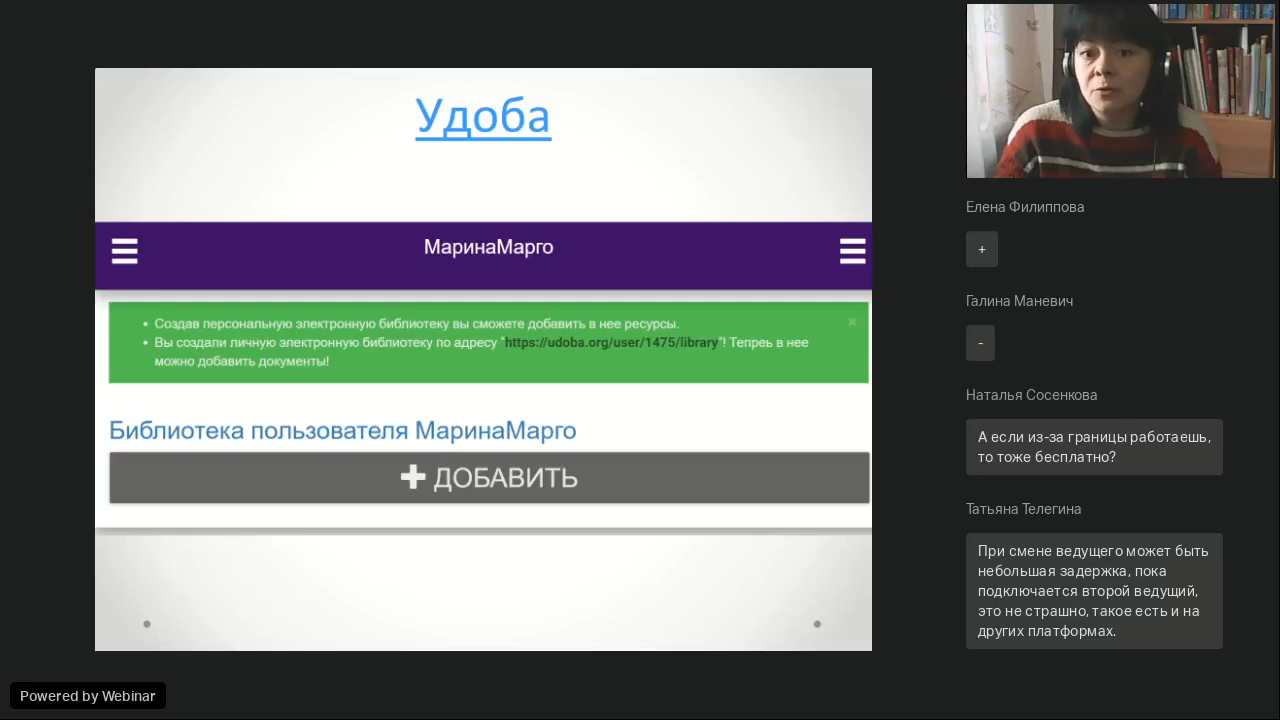 Удоба
МаринаМарго
• Создав персональную электронную библиотеку вы сможете добавить в нее ресурсы.
• Вы создали личную электронную библиотеку по адресу "https://udoba.org/user/1475/library"! Тепреь в нее
можно добавить документы!
×
Библиотека пользователя МаринаМарго
+ ДОБАВИТЬ
Елена Филиппова
+
Галина Маневич
-
Наталья Сосенкова
А если из-за границы работаешь,
то тоже бесплатно?
Татьяна Телегина
При смене ведущего может быть
небольшая задержка, пока
подключается второй ведущий,
это не страшно, такое есть и на
других платформах.
Powered by Webinar